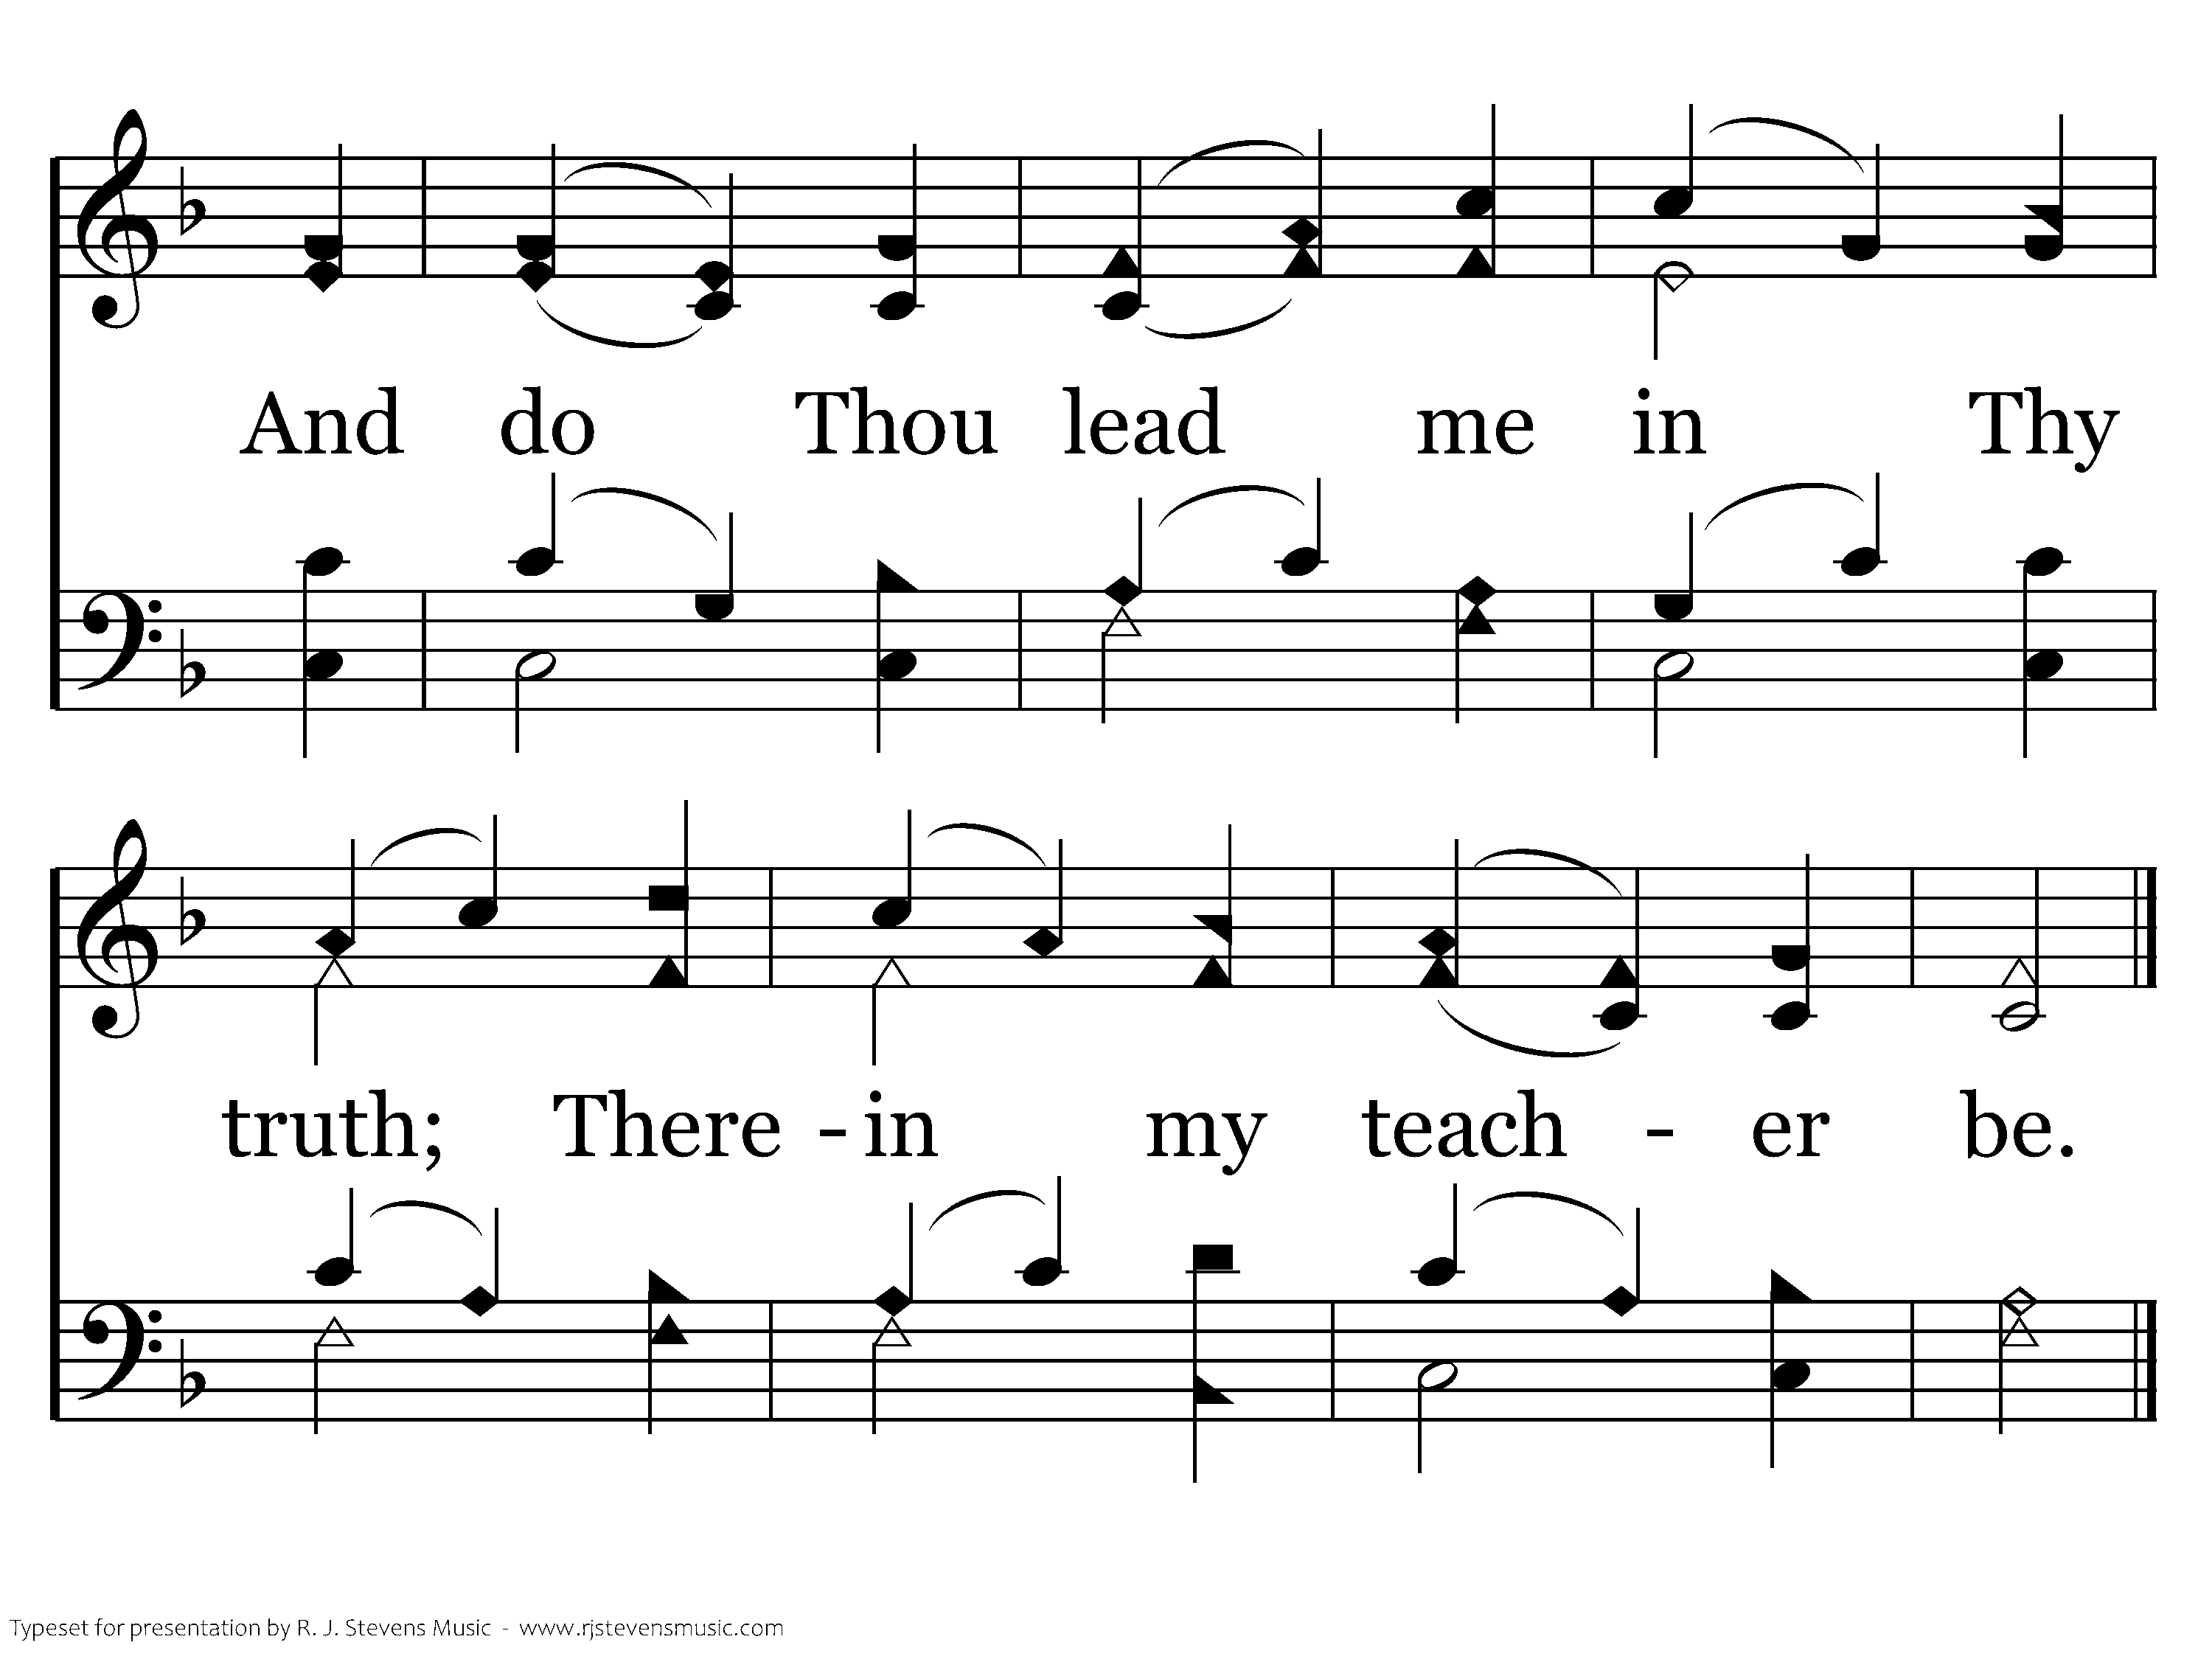 And do Thou lead me in Thy
truth; There - in my teach - er be.
Typeset for presentation by R. J. Stevens Music - www.rjstevensmusic.com